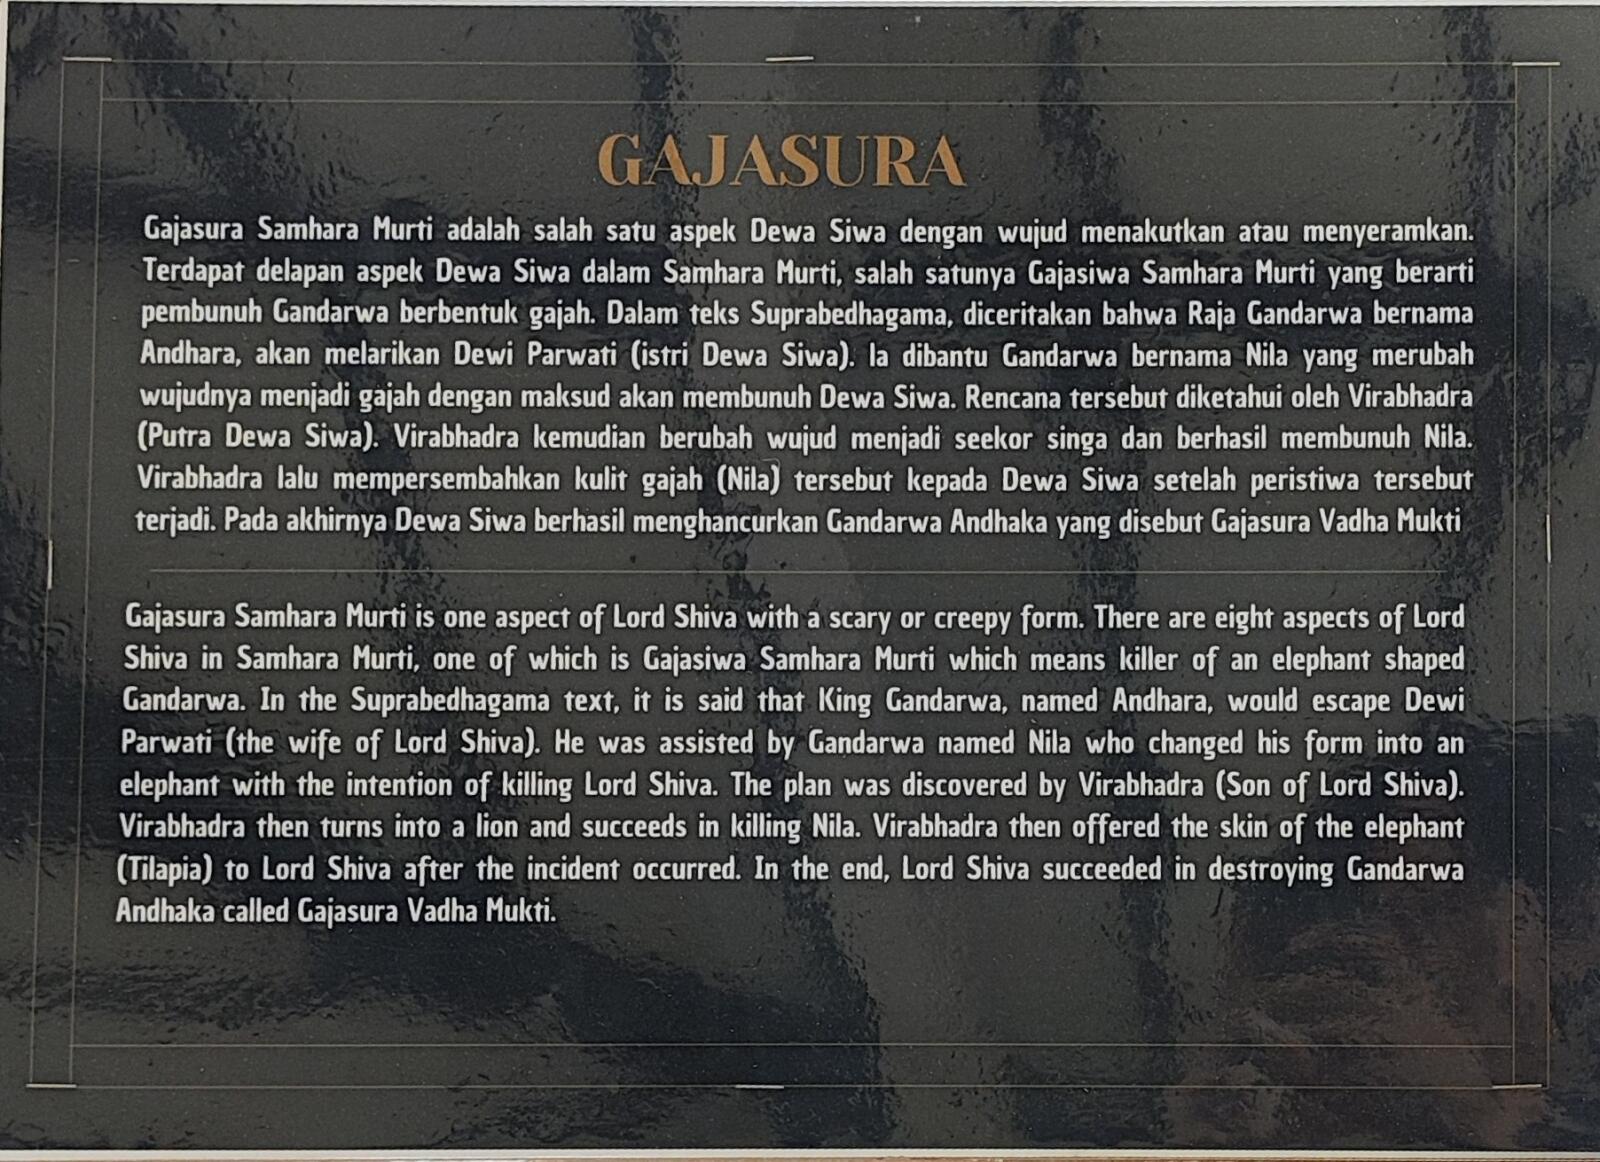 GAJASURA
Gajasura Samhara Murti adalah salah satu aspek Dewa Siwa dengan wujud menakutkan atau menyeramkan.
Terdapat delapan aspek Dewa Siwa dalam Samhara Murti, salah satunya Gajasiwa Samhara Murti yang berarti
pembunuh Gandarwa berbentuk gajah. Dalam teks Suprabedhagama, diceritakan bahwa Raja Gandarwa bernama
Andhara, akan melarikan Dewi Parwati (istri Dewa Siwa). Ia dibantu Gandarwa bernama Nila yang merubah
wujudnya menjadi gajah dengan maksud akan membunuh Dewa Siwa. Rencana tersebut diketahui oleh Virabhadra
(Putra Dewa Siwa). Virabhadra kemudian berubah wujud menjadi seekor singa dan berhasil membunuh Nila.
Virabhadra lalu mempersembahkan kulit gajah (Nila) tersebut kepada Dewa Siwa setelah peristiwa tersebut
terjadi. Pada akhirnya Dewa Siwa berhasil menghancurkan Gandarwa Andhaka yang disebut Gajasura Vadha Mukti
Gajasura Samhara Murti is one aspect of Lord Shiva with a scary or creepy form. There are eight aspects of Lord
Shiva in Samhara Murti, one of which is Gajasiwa Samhara Murti which means killer of an elephant shaped
Gandarwa. In the Suprabedhagama text, it is said that King Gandarwa, named Andhara, would escape Dewi
Parwati (the wife of Lord Shiva). He was assisted by Gandarwa named Nila who changed his form into an
elephant with the intention of killing Lord Shiva. The plan was discovered by Virabhadra (Son of Lord Shiva).
Virabhadra then turns into a lion and succeeds in killing Nila. Virabhadra then offered the skin of the elephant
(Tilapia) to Lord Shiva after the incident occurred. In the end, Lord Shiva succeeded in destroying Gandarwa
Andhaka called Gajasura Vadha Mukti.